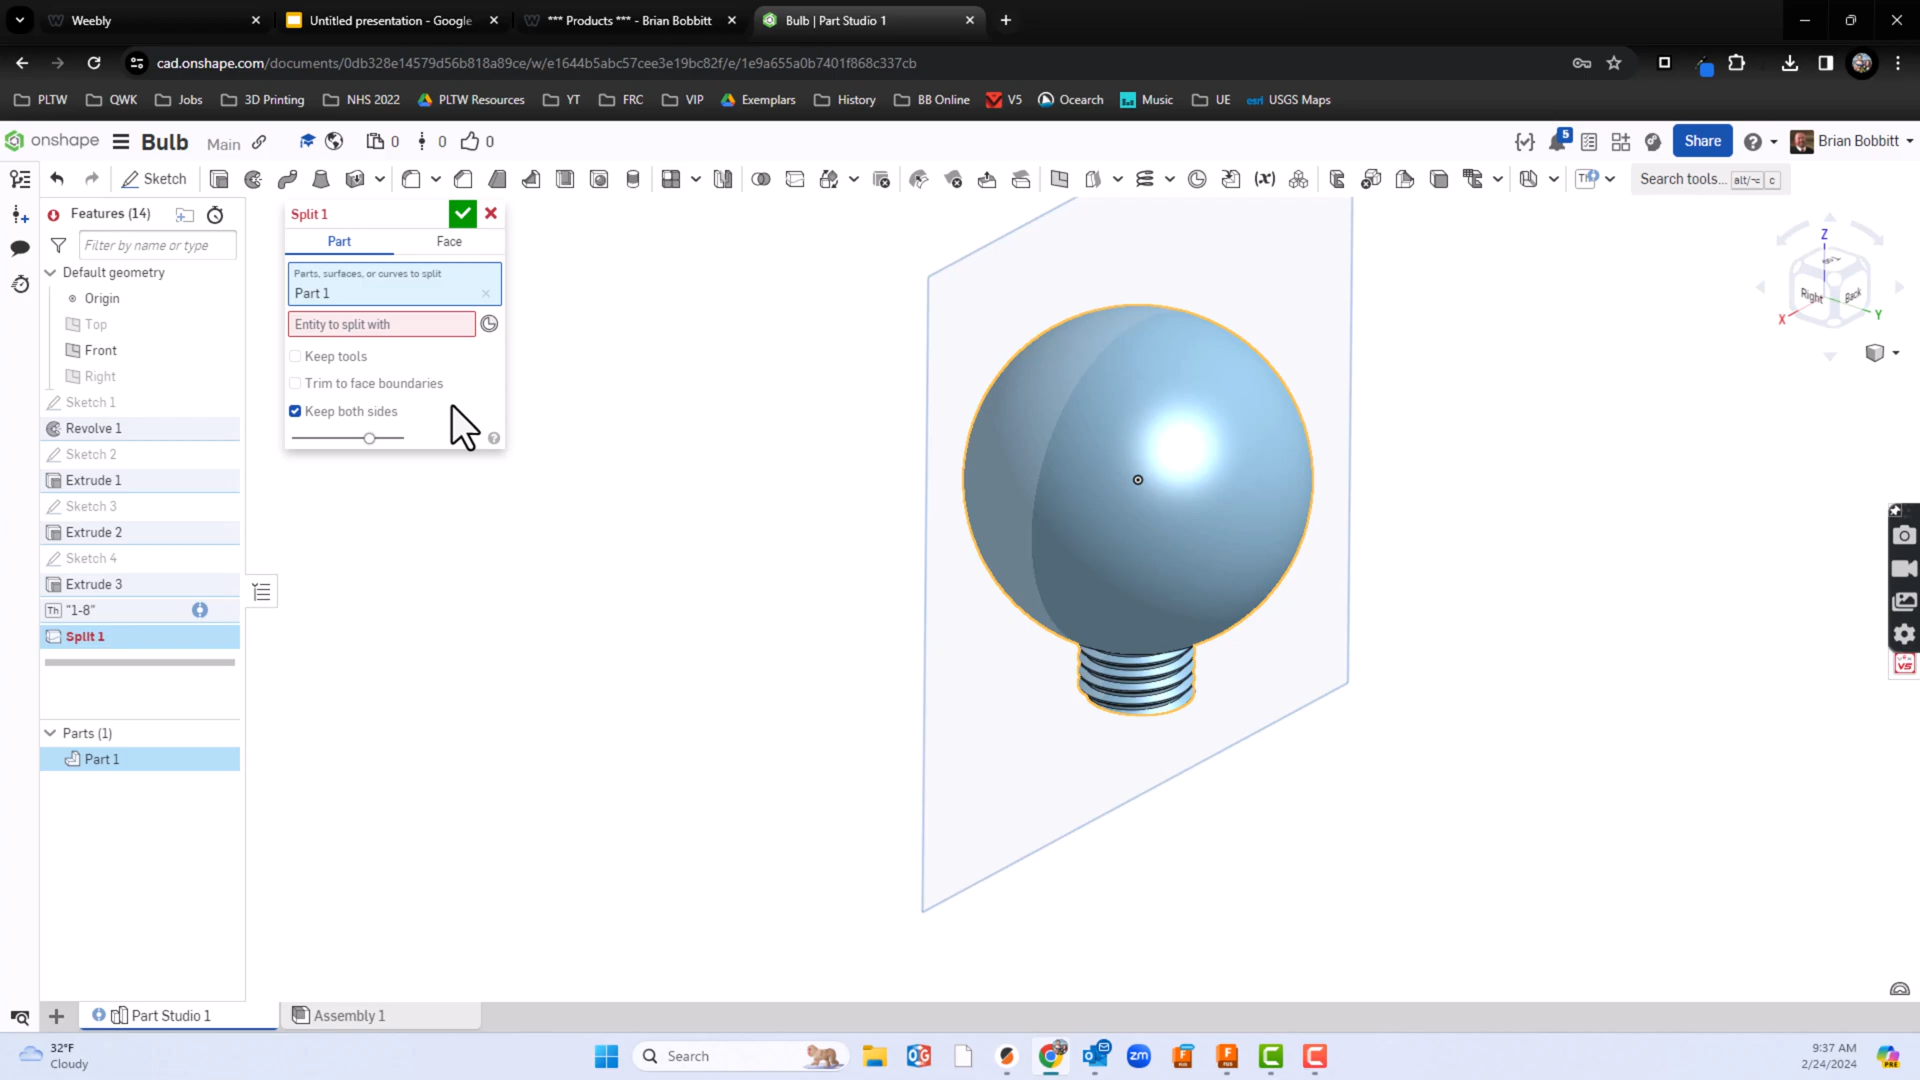 Weebly
Untitled presentation - Google
*** Products *** - Brian Bobbitt
Bulb | Part Studio 1
cad.onshape.com/documents/0db328e14579d56b818a89ce/w/e1644b5abc57cee3e19bc82f/e/1e9a655a0b7401f868c337cb
PLTW QWK Jobs 3D Printing NHS 2022 PLTW Resources YT FRC VIP Exemplars History BB Online V5 Ocearch Music UE esri USGS Maps
onshape Bulb Main 0 0 0 5 Share Brian Bobbitt
Sketch Search tools... alt/⌥ c
Features (14)
Filter by name or type
Default geometry
Origin
Top
Front
Right
Sketch 1
Revolve 1
Sketch 2
Extrude 1
Sketch 3
Extrude 2
Sketch 4
Extrude 3
Th "1-8"
Split 1
Parts (1)
Part 1
Split 1
Part Face
Parts, surfaces, or curves to split
Part 1
Entity to split with
Keep tools
Trim to face boundaries
Keep both sides
Z
Right Back
X Y
V5
Part Studio 1 Assembly 1
32°F
Cloudy
Search
zm
9:37 AM
2/24/2024
PRE